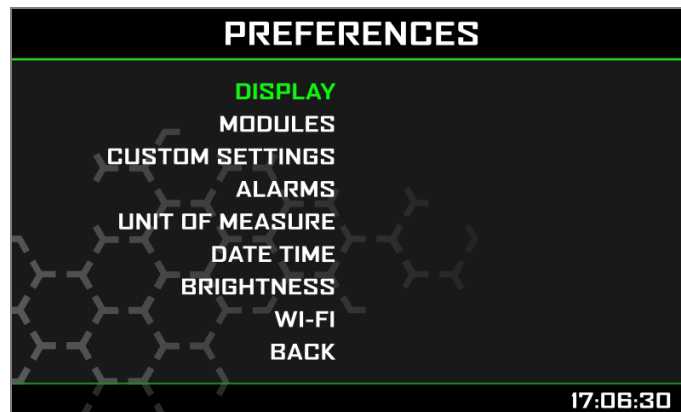 PREFERENCES
DISPLAY
MODULES
CUSTOM SETTINGS
ALARMS
UNIT OF MEASURE
DATE TIME
BRIGHTNESS
WI-FI
BACK
17:06:30